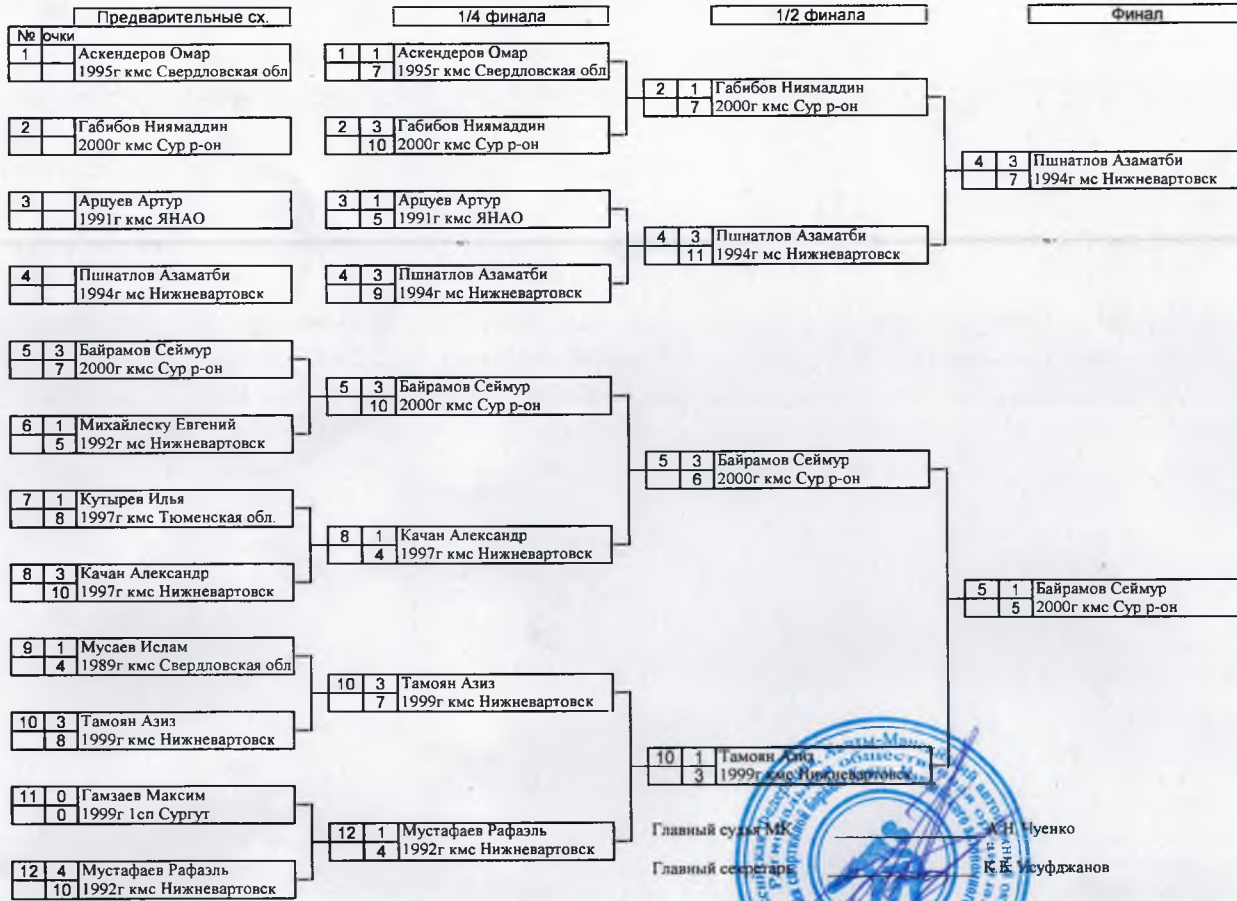 Предварительные сх.
1/4 финала
1/2 финала
Финал
№ очки
1 Аскендеров Омар
1995г кмс Свердловская обл
2 Габибов Ниямаддин
2000г кмс Сур р-он
3 Арцуев Артур
1991г кмс ЯНАО
4 Пшнатлов Азаматби
1994г мс Нижневартовск
5 3 Байрамов Сеймур
7 2000г кмс Сур р-он
6 1 Михайлеску Евгений
5 1992г мс Нижневартовск
7 1 Кутырев Илья
8 1997г кмс Тюменская обл.
8 3 Качан Александр
10 1997г кмс Нижневартовск
9 1 Мусаев Ислам
4 1989г кмс Свердловская обл
10 3 Тамоян Азиз
8 1999г кмс Нижневартовск
11 0 Гамзаев Максим
0 1999г 1сп Сургут
12 4 Мустафаев Рафаэль
10 1992г кмс Нижневартовск
1 1 Аскендеров Омар
7 1995г кмс Свердловская обл
2 3 Габибов Ниямаддин
10 2000г кмс Сур р-он
3 1 Арцуев Артур
5 1991г кмс ЯНАО
4 3 Пшнатлов Азаматби
9 1994г мс Нижневартовск
5 3 Байрамов Сеймур
10 2000г кмс Сур р-он
8 1 Качан Александр
4 1997г кмс Нижневартовск
10 3 Тамоян Азиз
7 1999г кмс Нижневартовск
12 1 Мустафаев Рафаэль
4 1992г кмс Нижневартовск
2 1 Габибов Ниямаддин
7 2000г кмс Сур р-он
4 3 Пшнатлов Азаматби
11 1994г мс Нижневартовск
5 3 Байрамов Сеймур
6 2000г кмс Сур р-он
10 1 Тамоян Азиз
3 1999г кмс Нижневартовск
4 3 Пшнатлов Азаматби
7 1994г мс Нижневартовск
5 1 Байрамов Сеймур
5 2000г кмс Сур р-он
Главный судья МК А.Н. Чуенко
Главный секретарь К.Б. Усуфджанов